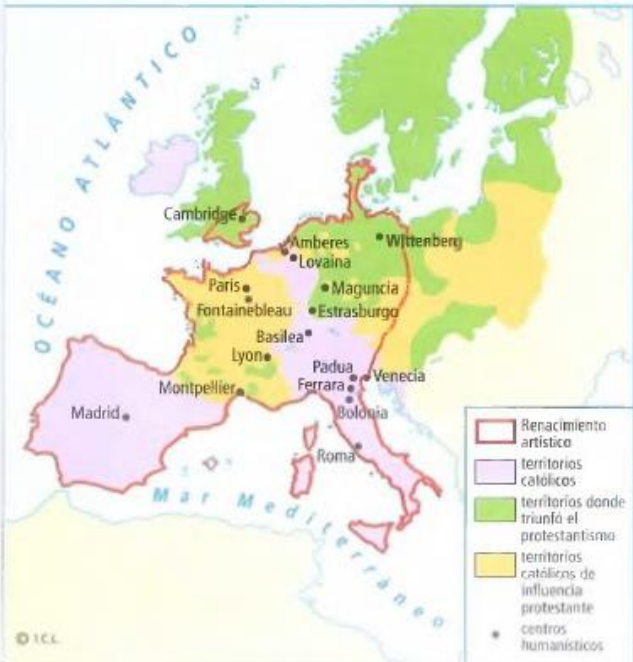 OCÉANO ATLÁNTICO
Cambridge
Amberes
Lovaina
Wittenberg
París
Fontainebleau
Maguncia
Estrasburgo
Basilea
Lyon
Padua
Ferrara
Venecia
Montpellier
Bolonia
Madrid
Roma
Mar Mediterráneo
Renacimiento
artístico
territorios
católicos
territorios donde
triunfó el
protestantismo
territorios
católicos de
influencia
protestante
centros
humanísticos
© I.C.L.